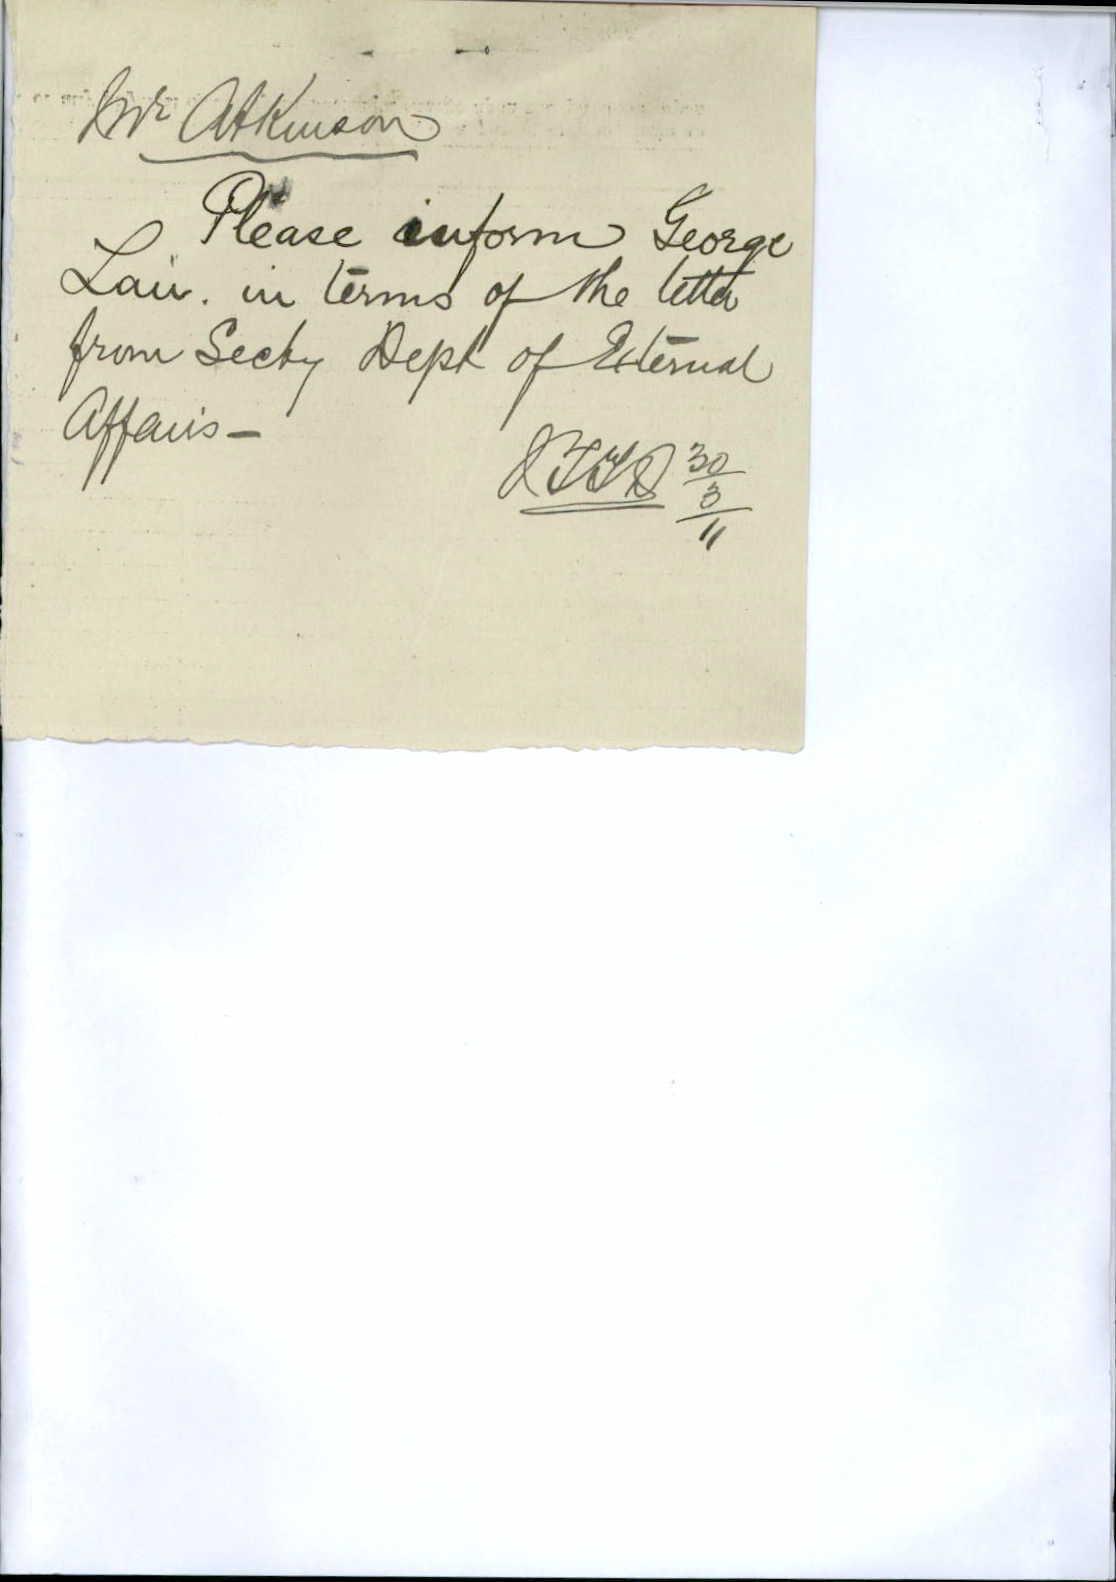 Mr Atkinson
Please inform George
Lau. in terms of the letter
from Secty Dept of External
Affairs —
30
3
11